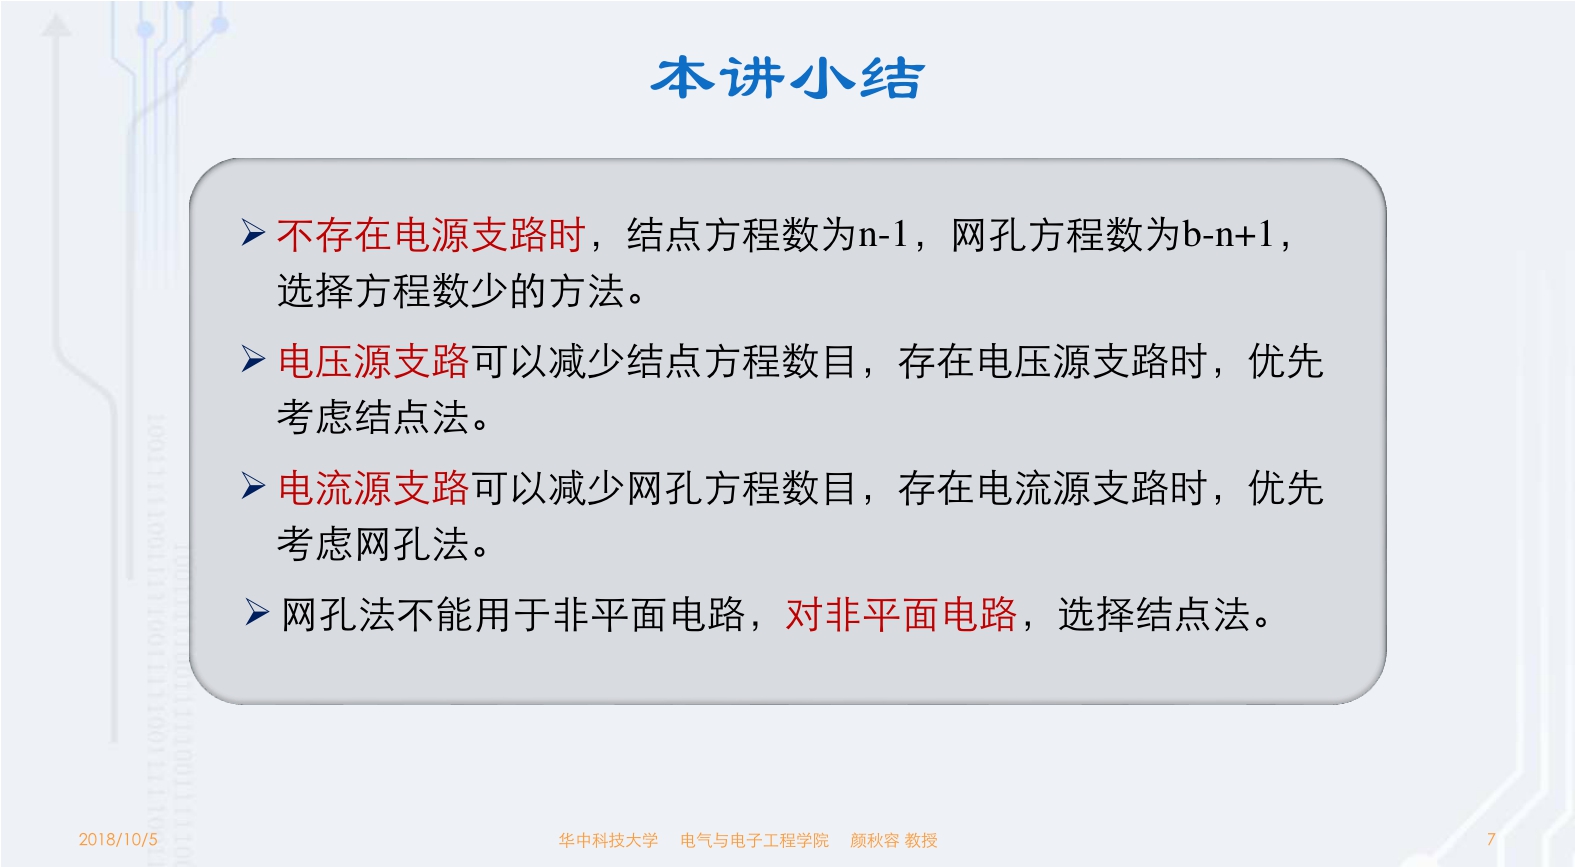 本讲小结
不存在电源支路时，结点方程数为n-1，网孔方程数为b-n+1，
选择方程数少的方法。
电压源支路可以减少结点方程数目，存在电压源支路时，优先
考虑结点法。
电流源支路可以减少网孔方程数目，存在电流源支路时，优先
考虑网孔法。
网孔法不能用于非平面电路，对非平面电路，选择结点法。
2018/10/5 华中科技大学 电气与电子工程学院 颜秋容 教授 7